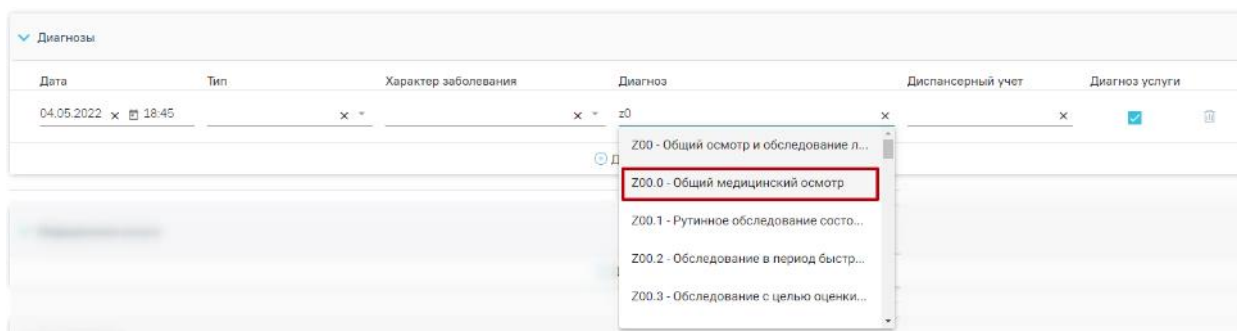 Диагнозы
Дата Тип Характер заболевания Диагноз Диспансерный учет Диагноз услуги
04.05.2022 18:45 z0
Z00 - Общий осмотр и обследование л...
Z00.0 - Общий медицинский осмотр
Z00.1 - Рутинное обследование состо...
Z00.2 - Обследование в период быстр...
Z00.3 - Обследование с целью оценки...